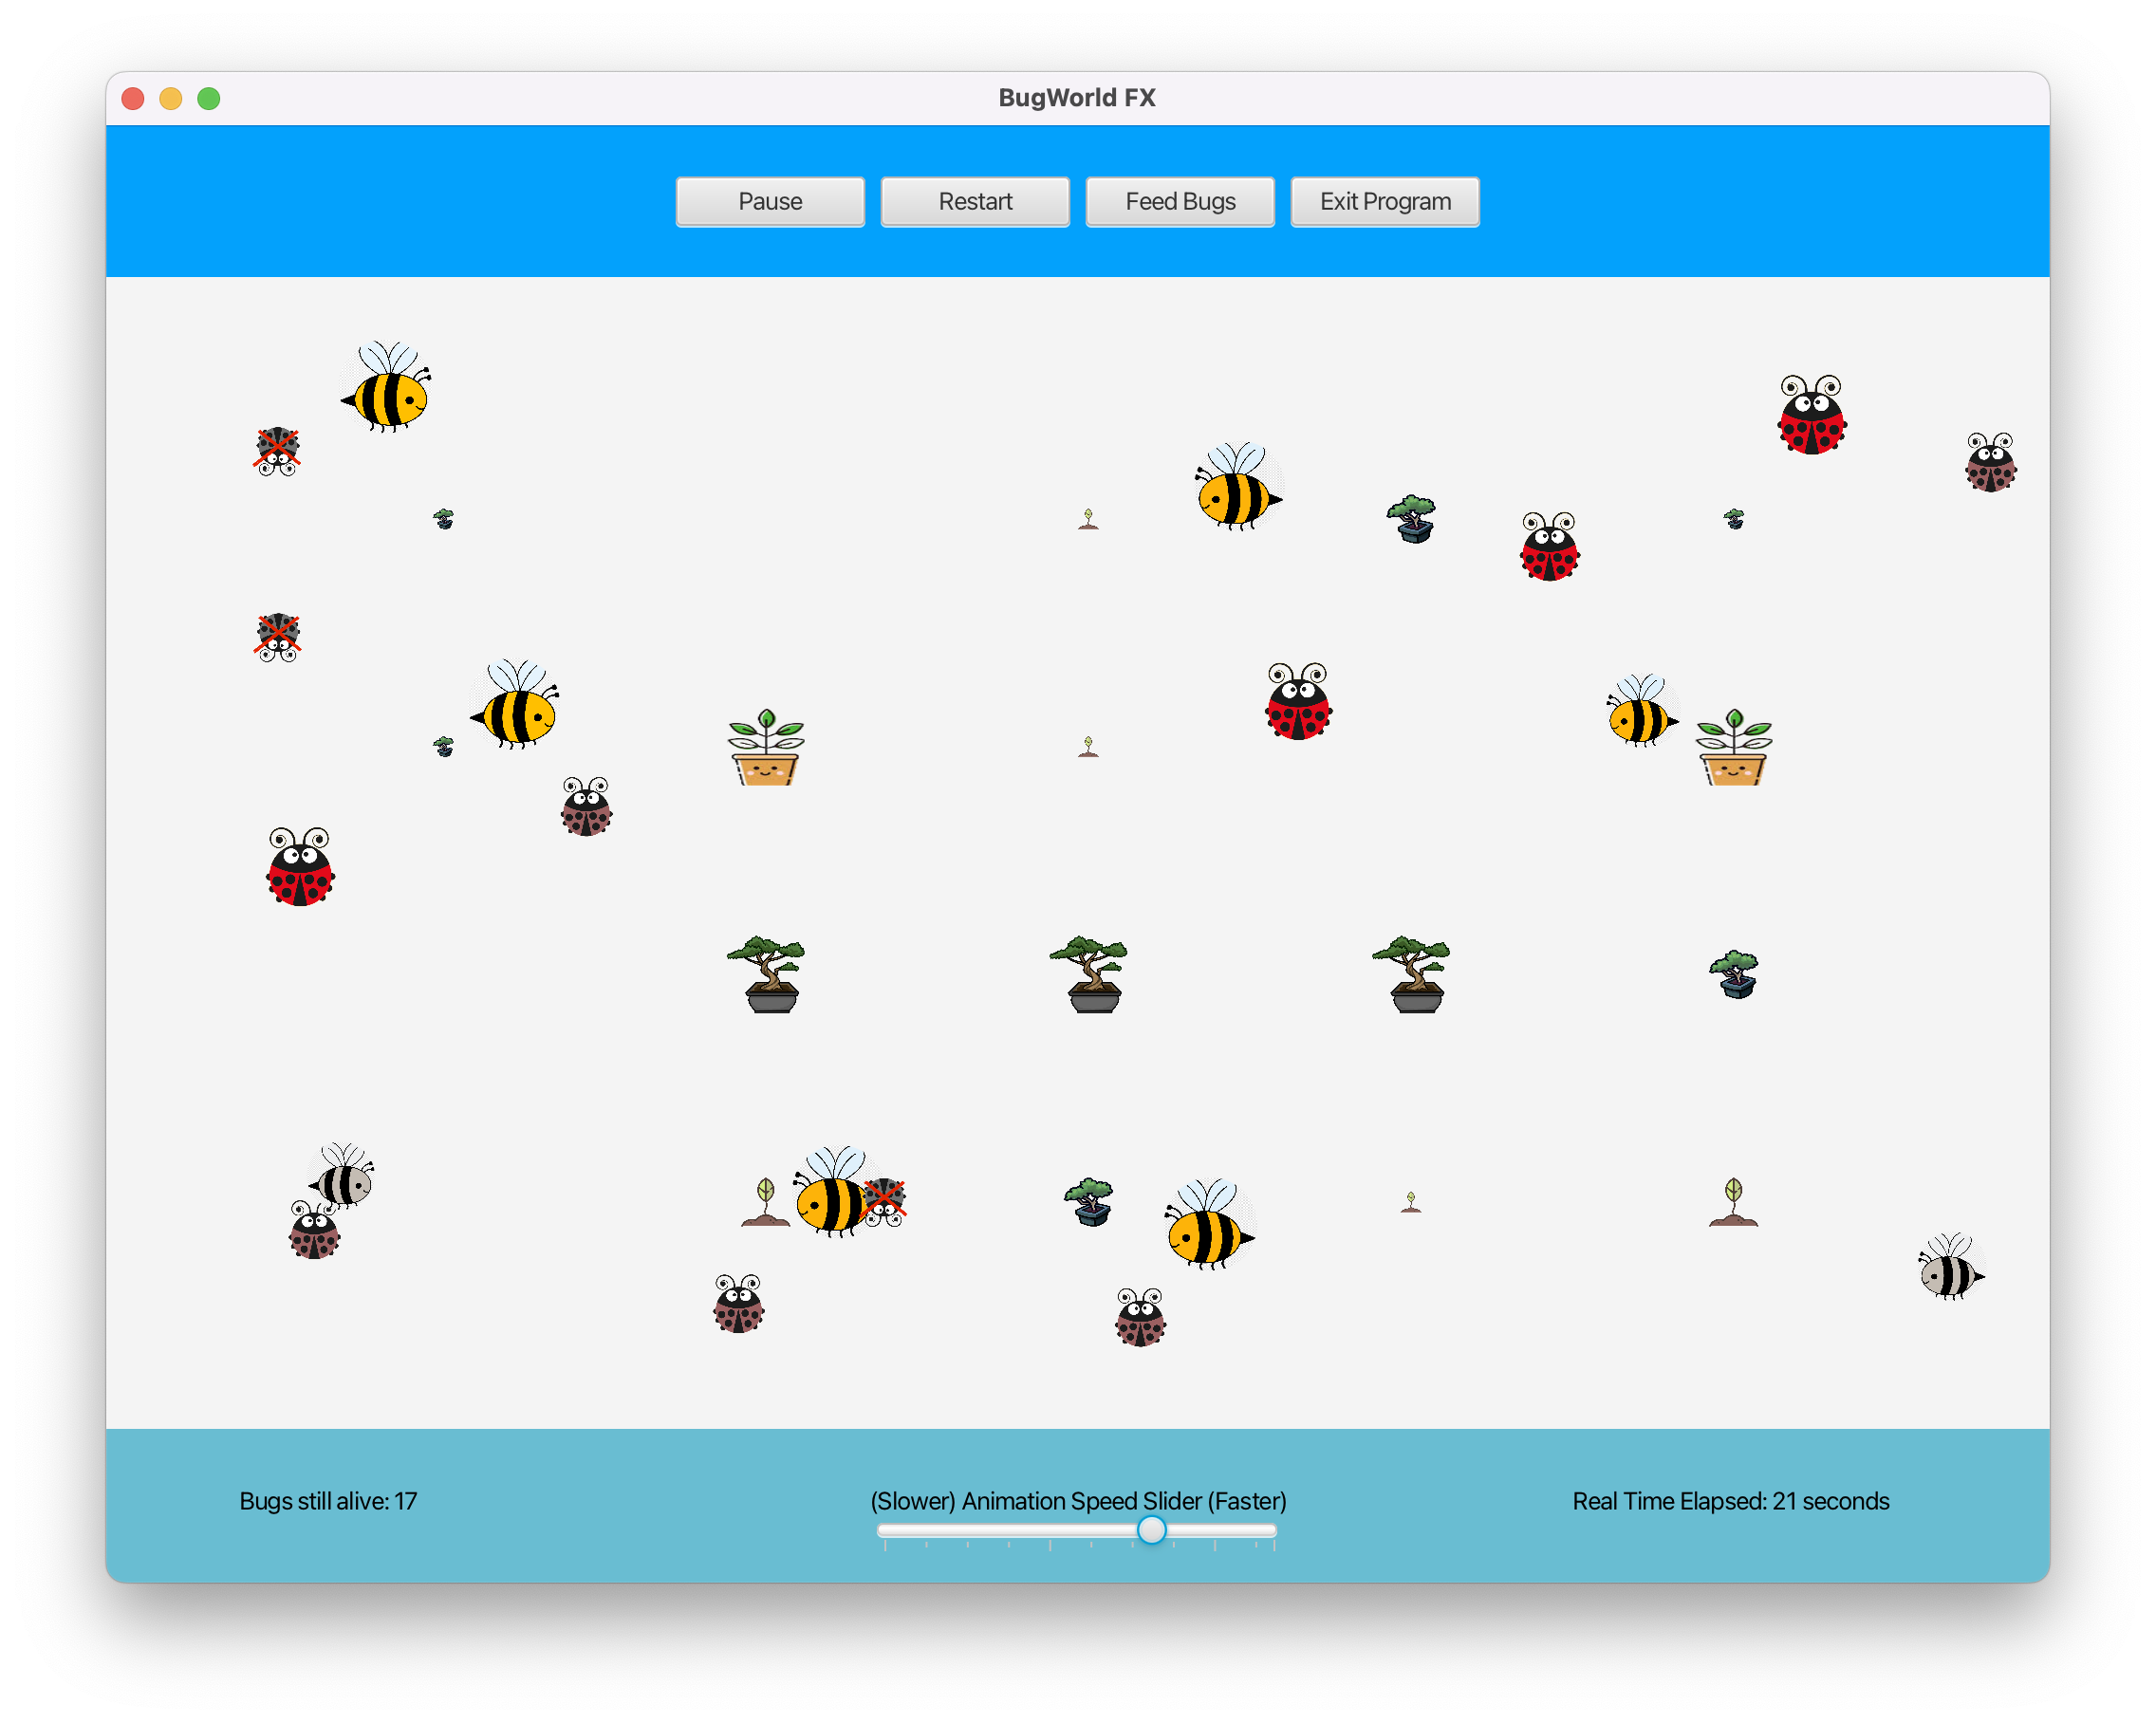 BugWorld FX
Pause
Restart
Feed Bugs
Exit Program
Bugs still alive: 17
(Slower) Animation Speed Slider (Faster)
Real Time Elapsed: 21 seconds